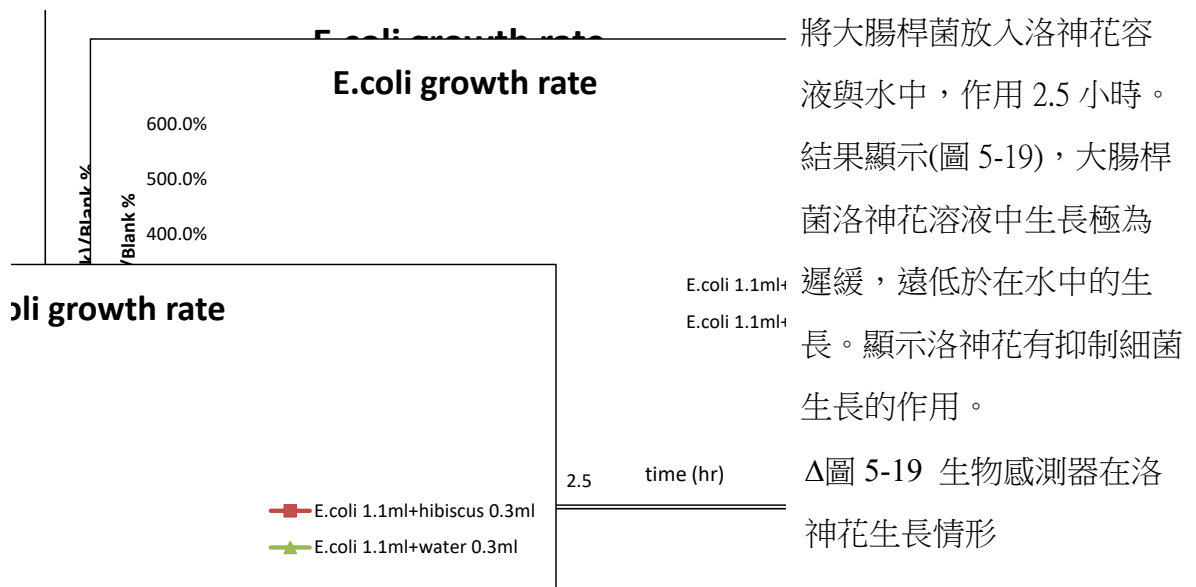 E.coli growth rate
E.coli growth rate
600.0%
500.0%
400.0%
k)/Blank %
/Blank %
oli growth rate
E.coli 1.1ml+
E.coli 1.1ml+
2.5
time (hr)
E.coli 1.1ml+hibiscus 0.3ml
E.coli 1.1ml+water 0.3ml
將大腸桿菌放入洛神花容
液與水中，作用 2.5 小時。
結果顯示(圖 5-19)，大腸桿
菌洛神花溶液中生長極為
遲緩，遠低於在水中的生
長。顯示洛神花有抑制細菌
生長的作用。
Δ圖 5-19 生物感測器在洛
神花生長情形